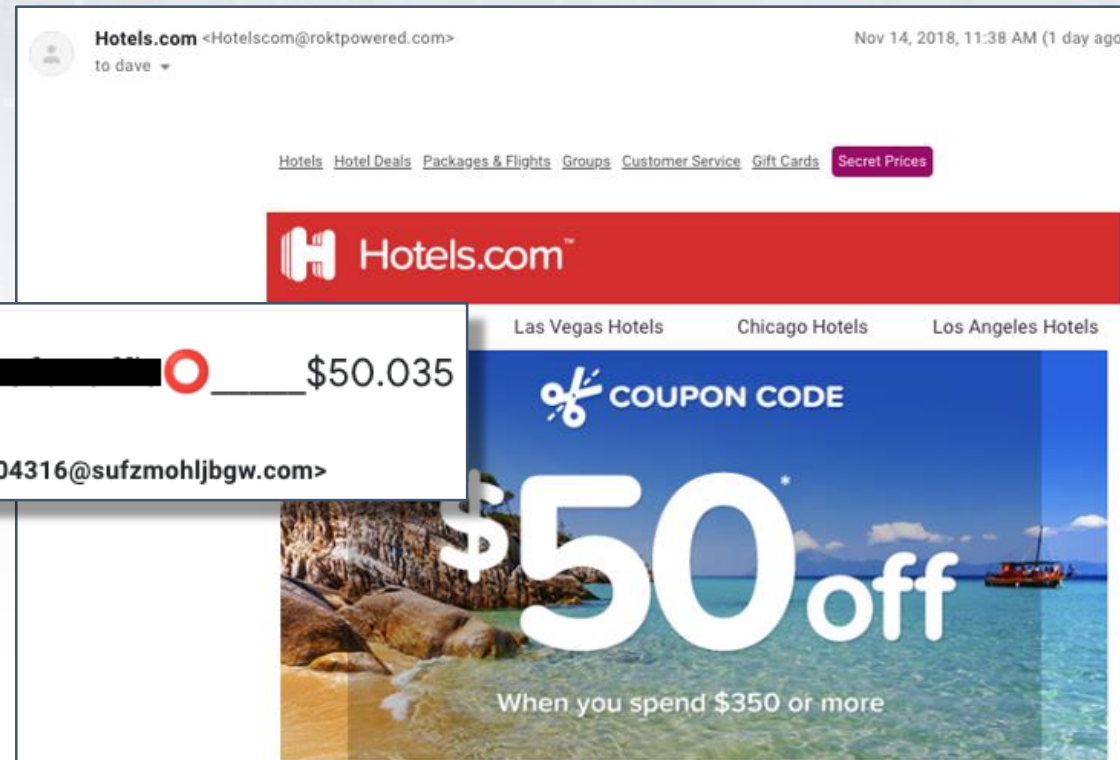 Hotels.com <Hotelscom@roktpowered.com>
Nov 14, 2018, 11:38 AM (1 day ago
to dave
Hotels Hotel Deals Packages & Flights Groups Customer Service Gift Cards Secret Prices
Hotels.com™
Las Vegas Hotels Chicago Hotels Los Angeles Hotels
_____$50.035
04316@sufzmohljbgw.com>
COUPON CODE
$50* off
When you spend $350 or more